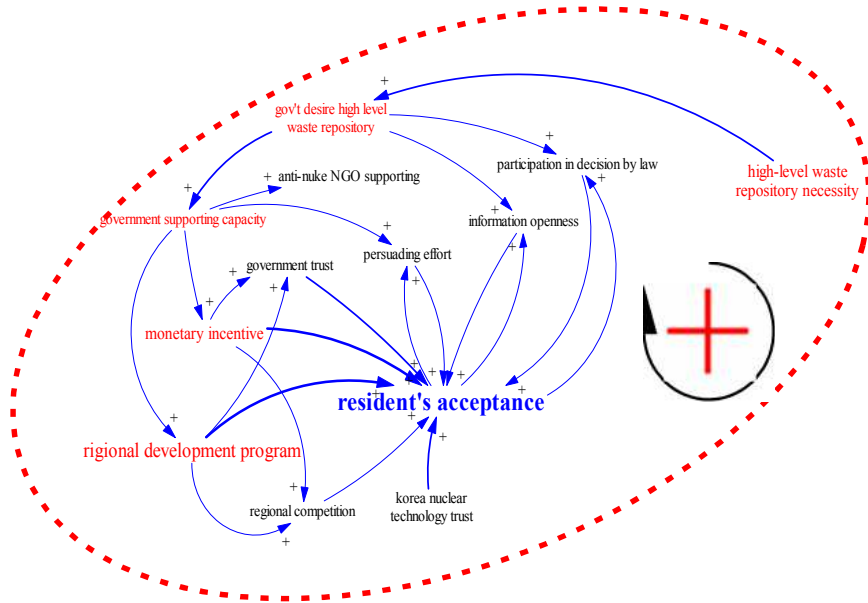 +
gov't desire high level
waste repository
+
participation in decision by law
high-level waste
repository necessity
+
anti-nuke NGO supporting
+
+
+
government supporting capacity
information openness
+
+
persuading effort
+
government trust
+
+
+
+
monetary incentive
+
+
+
+
+
resident's acceptance
+
+
+
+
rigional development program
+
regional competition
+
korea nuclear
technology trust